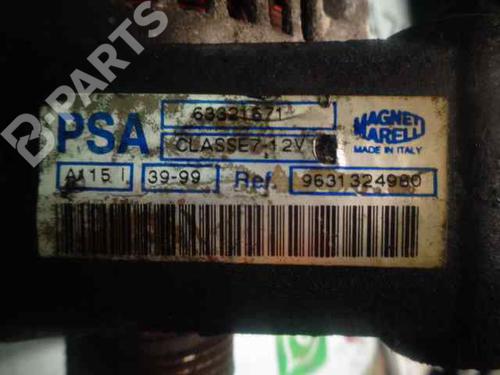 B-PARTS
63321671
PSA
CLASSE7-12V
MAGNETI
MARELLI
MADE IN ITALY
A115 I
39-99
Ref.
9631324980